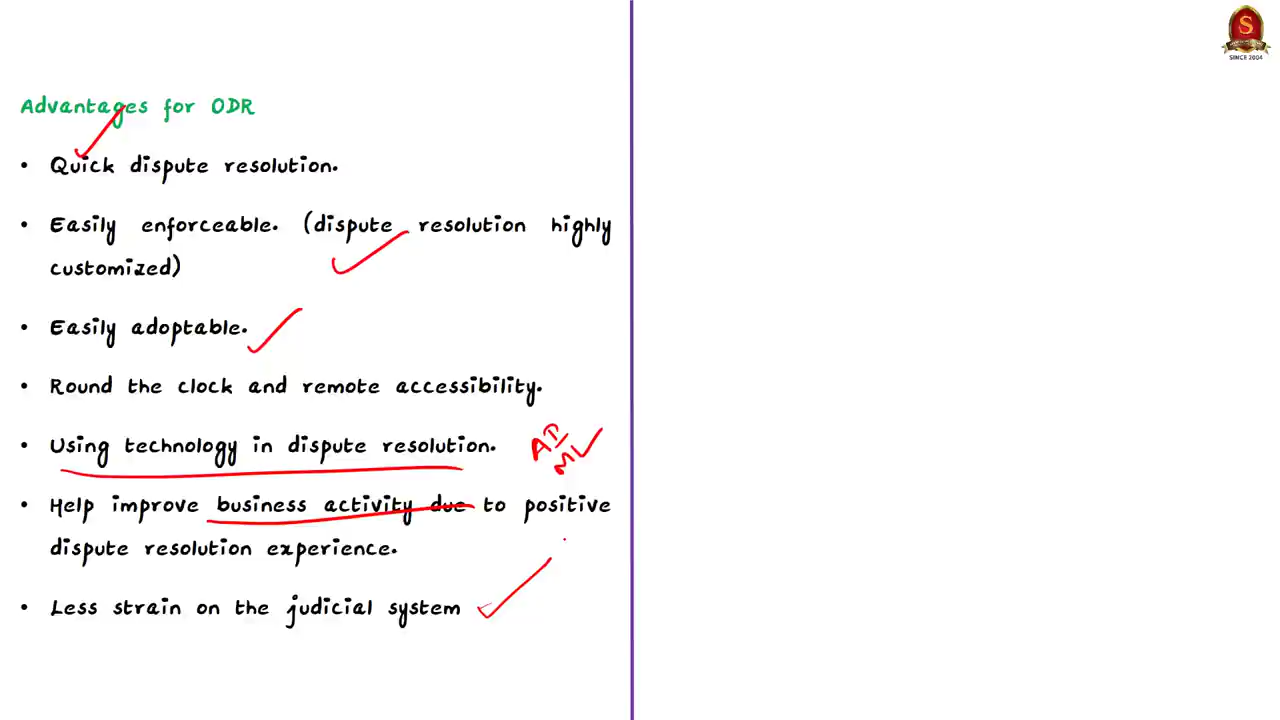 Advantages for ODR
• Quick dispute resolution.
• Easily enforceable. (dispute resolution highly
customized)
• Easily adoptable.
• Round the clock and remote accessibility.
• Using technology in dispute resolution.
AI
ML
• Help improve business activity due to positive
dispute resolution experience.
• Less strain on the judicial system
S
SINCE 2004